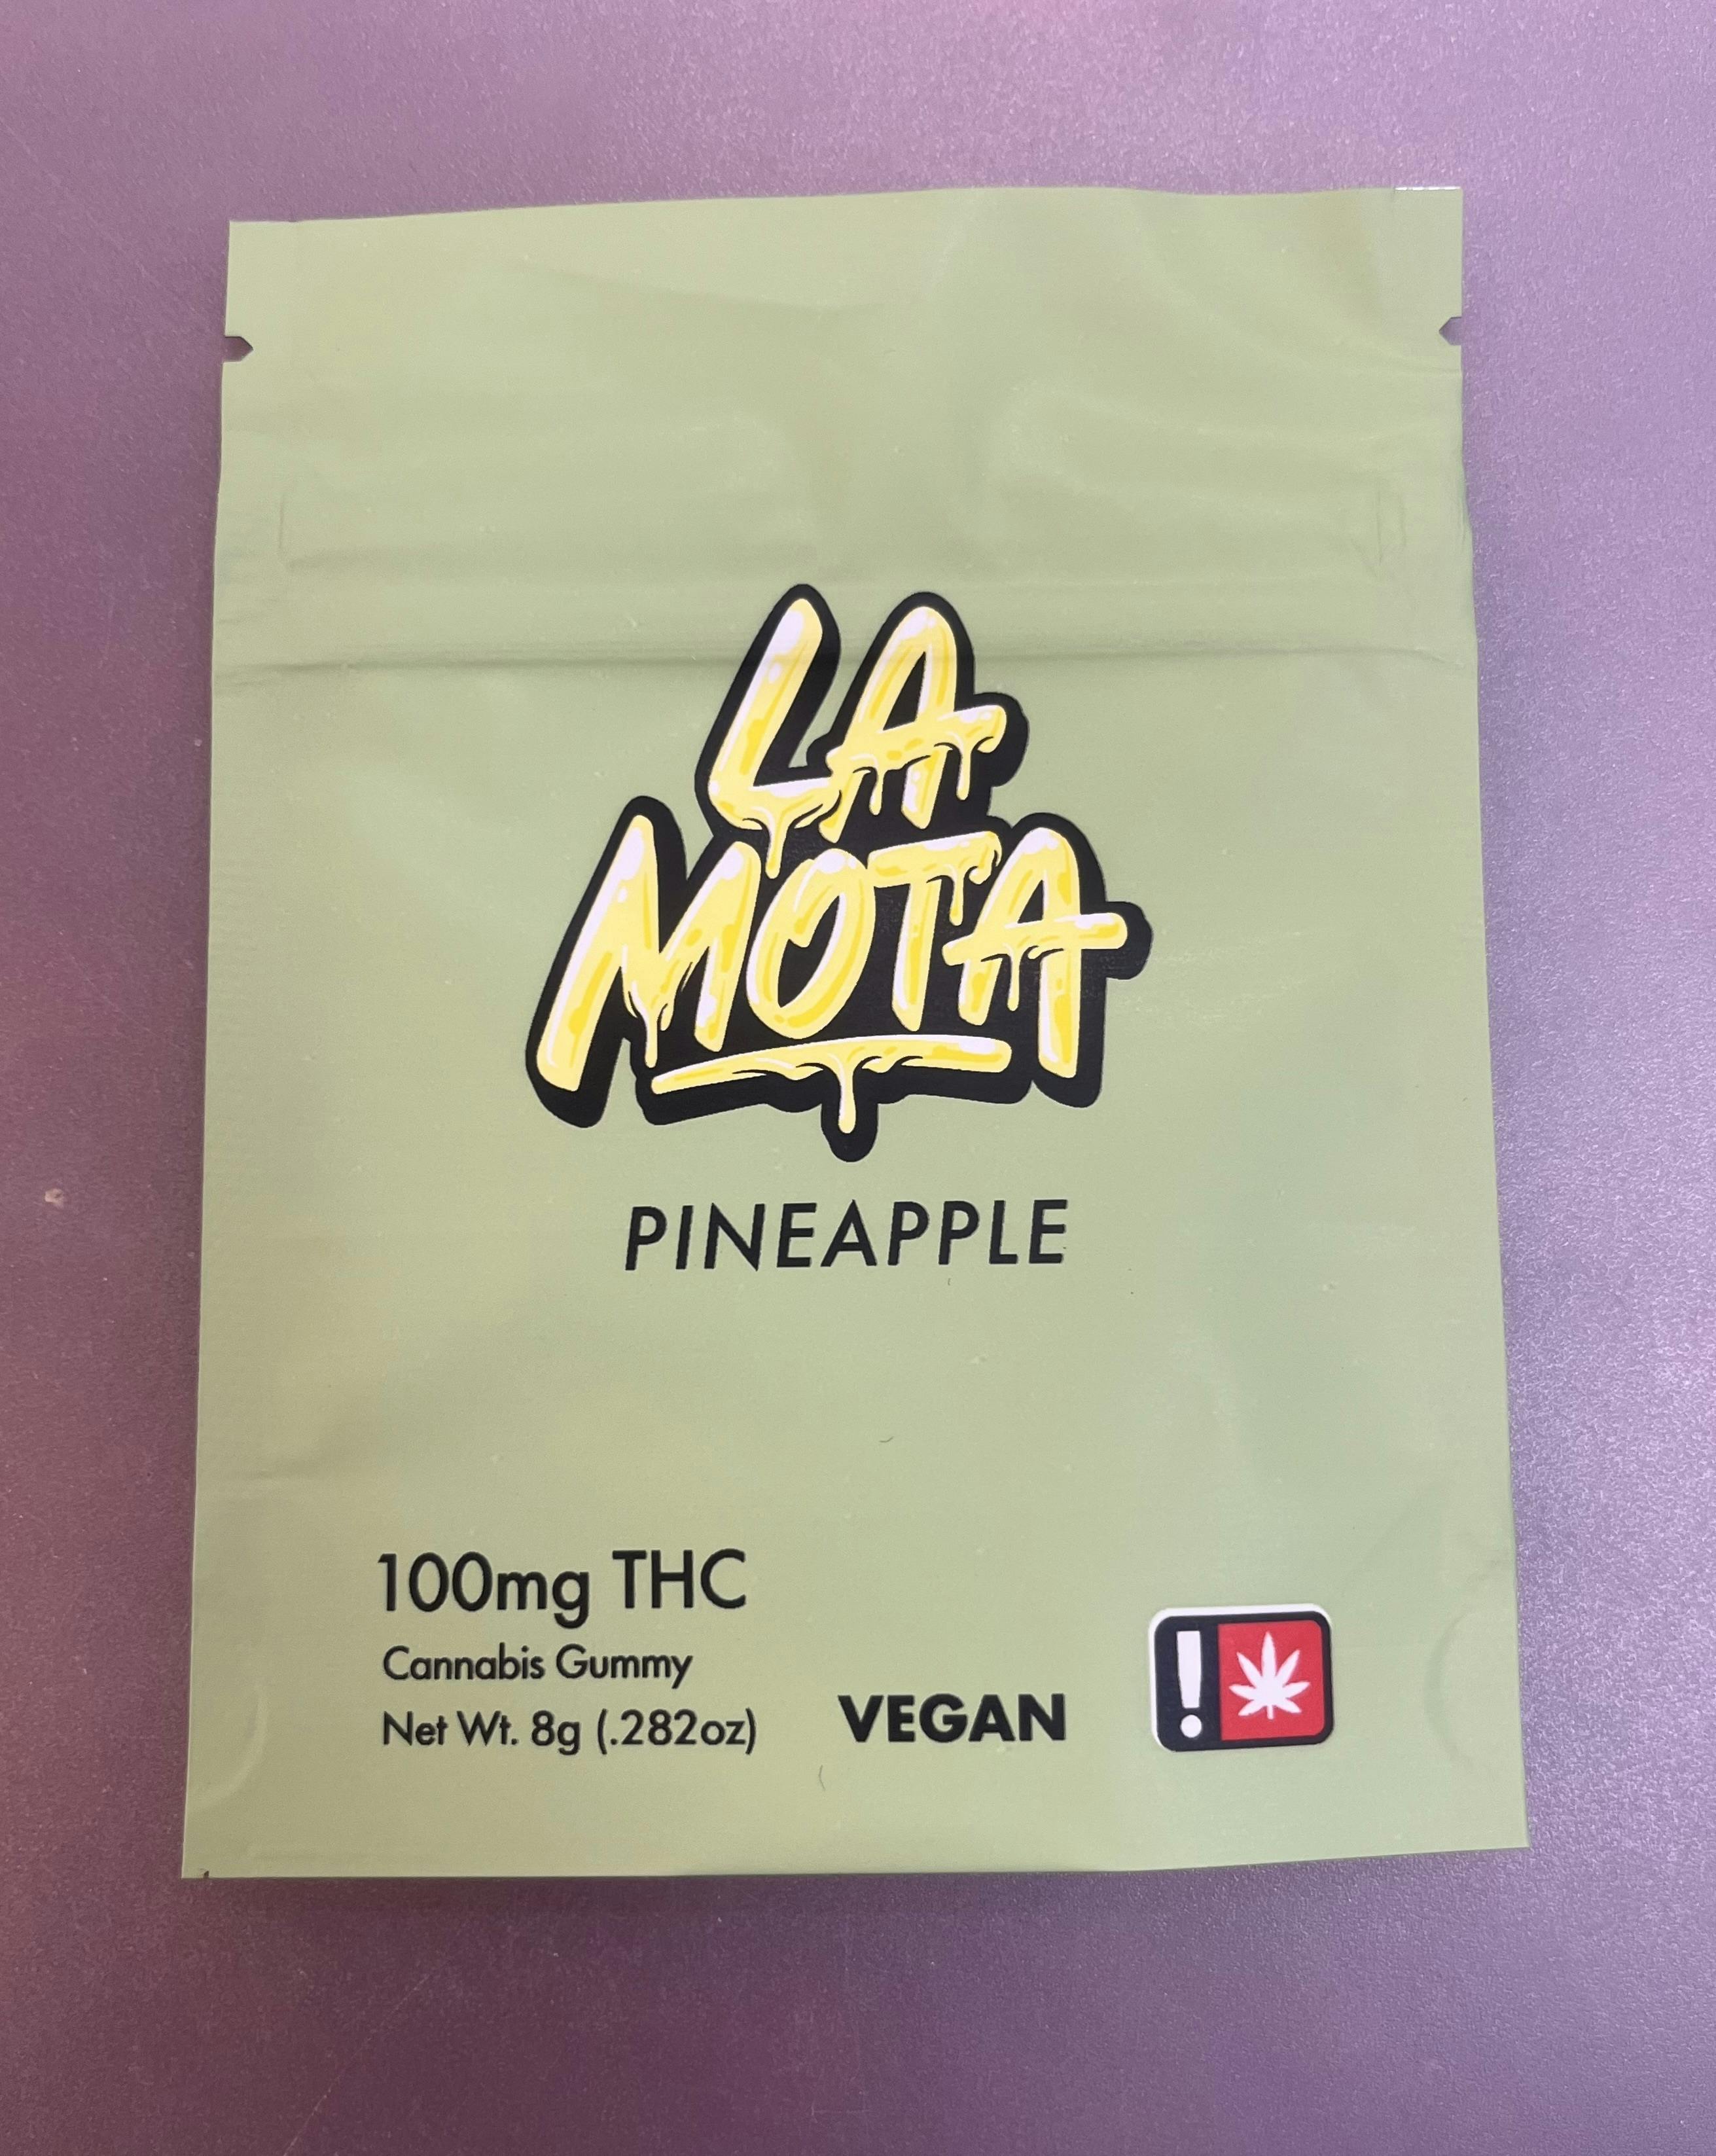 LA
MOTA
PINEAPPLE
100mg THC
Cannabis Gummy
Net Wt. 8g (.282oz)
VEGAN
!